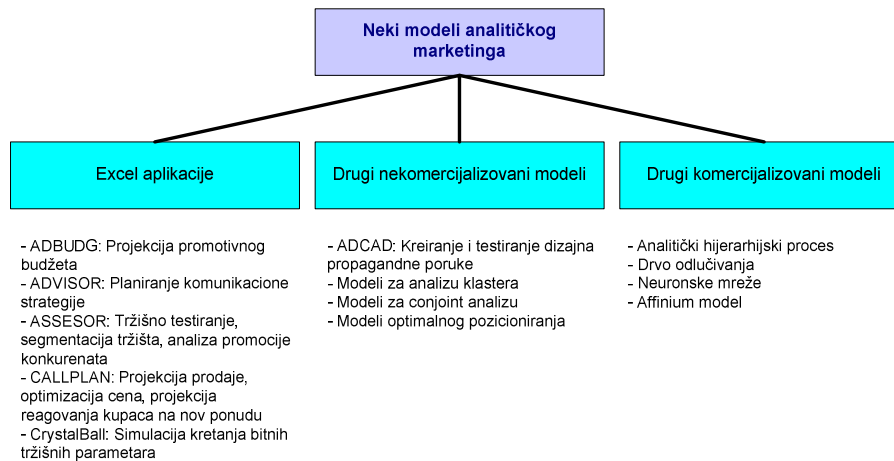 Neki modeli analitičkog
marketinga
Excel aplikacije
Drugi nekomercijalizovani modeli
Drugi komercijalizovani modeli
- ADBUDG: Projekcija promotivnog
budžeta
- ADVISOR: Planiranje komunikacione
strategije
- ASSESOR: Tržišno testiranje,
segmentacija tržišta, analiza promocije
konkurenata
- CALLPLAN: Projekcija prodaje,
optimizacija cena, projekcija
reagovanja kupaca na nov ponudu
- CrystalBall: Simulacija kretanja bitnih
tržišnih parametara
- ADCAD: Kreiranje i testiranje dizajna
propagandne poruke
- Modeli za analizu klastera
- Modeli za conjoint analizu
- Modeli optimalnog pozicioniranja
- Analitički hijerarhijski proces
- Drvo odlučivanja
- Neuronske mreže
- Affinium model